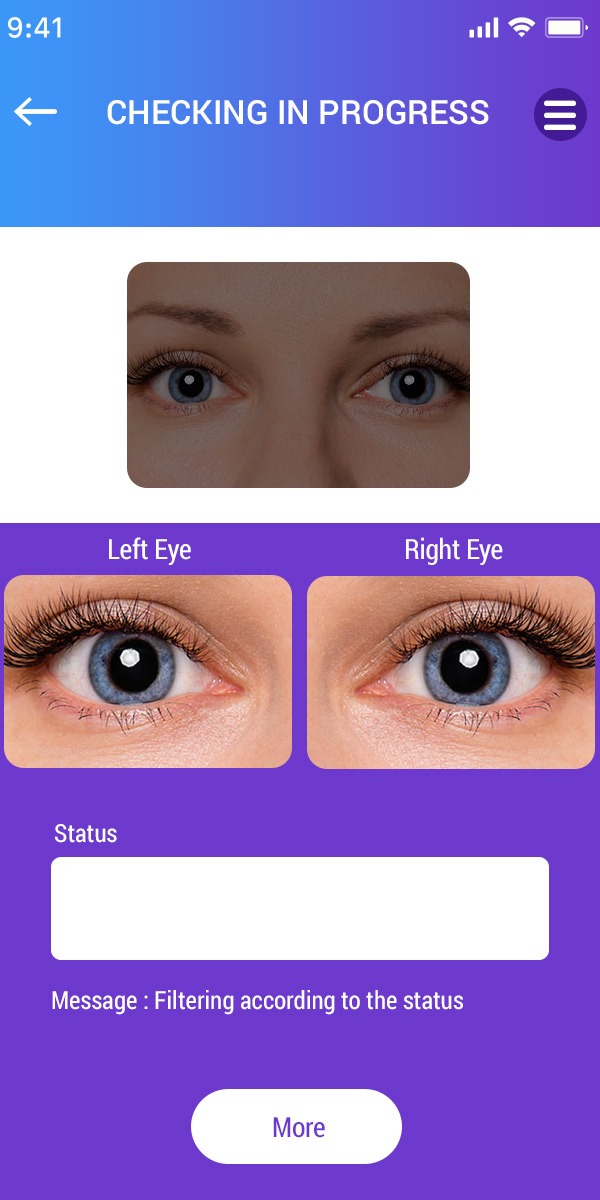 9:41
CHECKING IN PROGRESS
Left Eye
Right Eye
Status
Message : Filtering according to the status
More